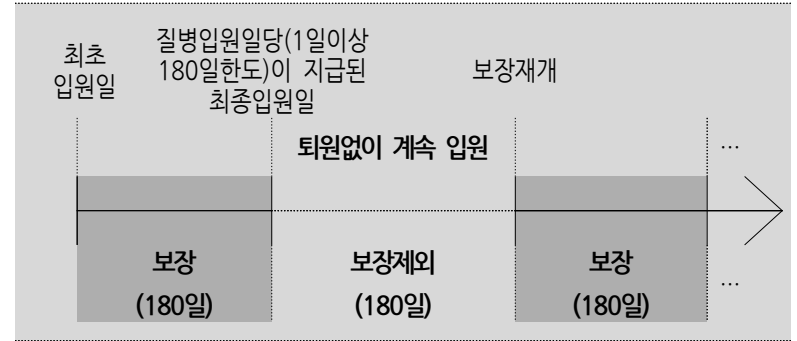 최초
입원일
질병입원일당(1일이상
180일한도)이 지급된
최종입원일
보장재개
퇴원없이 계속 입원
…
보장
(180일)
보장제외
(180일)
보장
(180일)
…